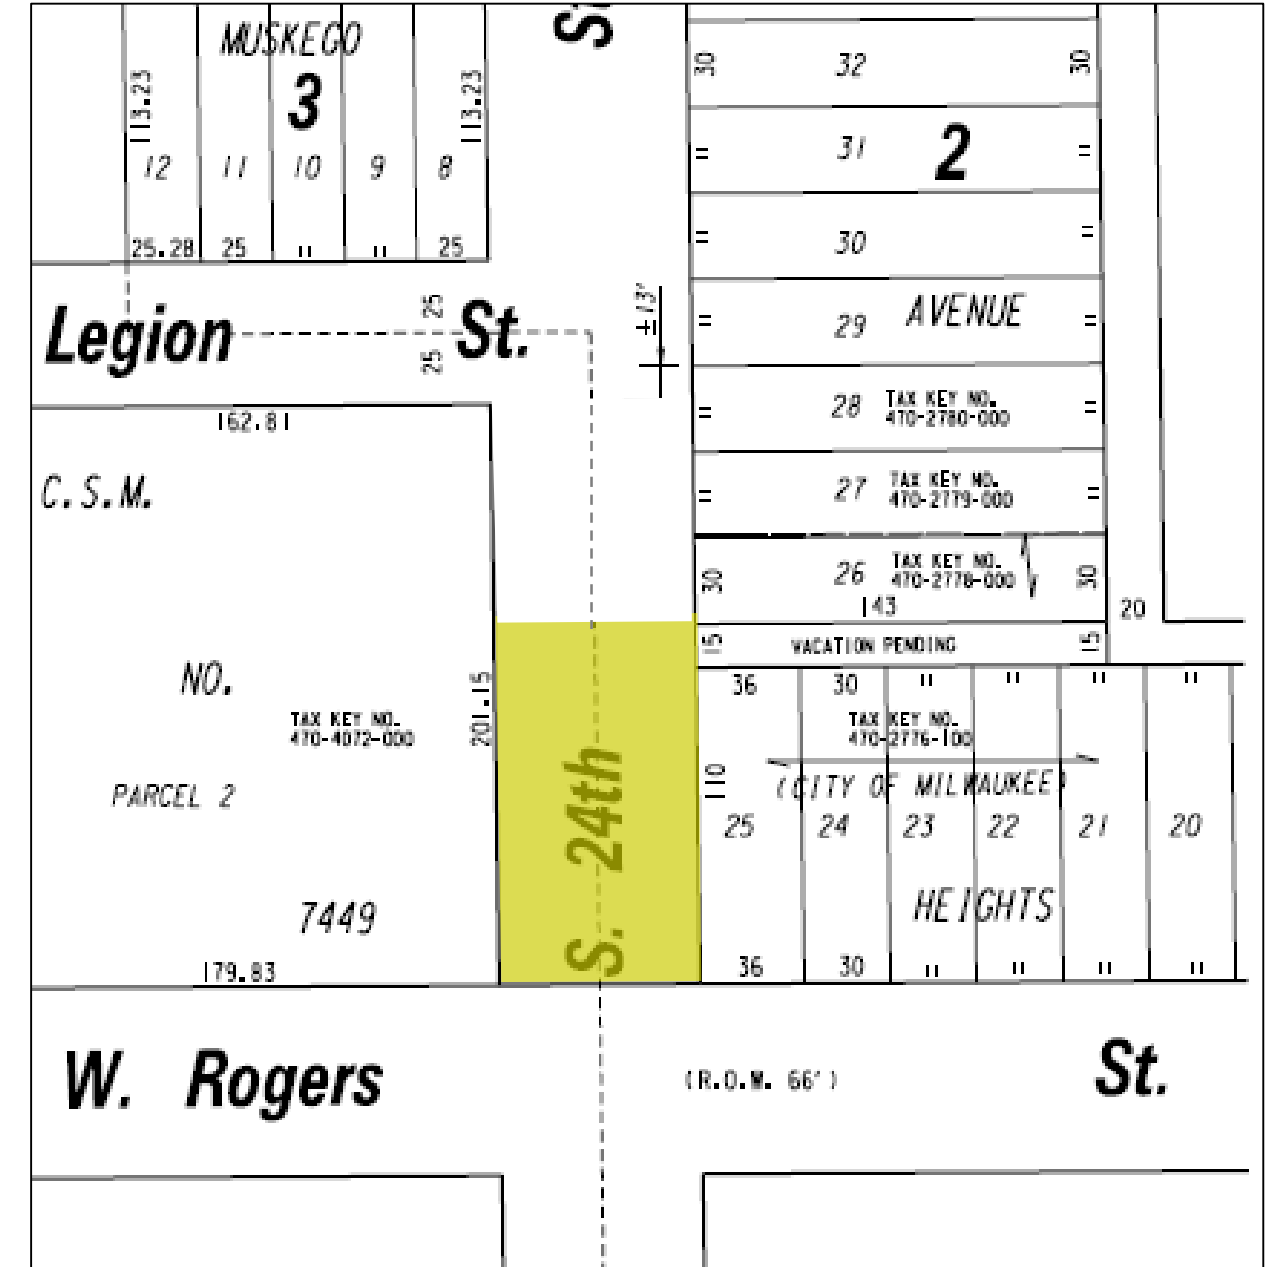 MUSKEGO
3
113.23
113.23
12 11 10 9 8
25.28 25 " " 25
Legion St.
25
25
162.81
C.S.M.
NO.
TAX KEY NO.
470-4072-000
201.15
PARCEL 2
7449
179.83
S. 24th
±13'
30 32 30
" 31 2 "
" 30 "
" 29 AVENUE "
" 28 TAX KEY NO.
470-2780-000 "
" 27 TAX KEY NO.
470-2779-000 "
30 26 TAX KEY NO.
470-2778-000 30
143
20
15 VACATION PENDING 15
36 30 " " " "
TAX KEY NO.
470-2776-100
110
(CITY OF MILWAUKEE)
25 24 23 22 21 20
HEIGHTS
36 30 " " " "
W. Rogers St.
(R.O.W. 66')